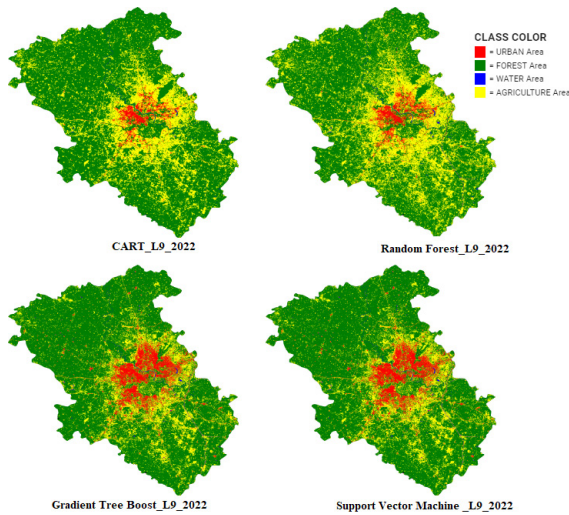 CLASS COLOR
= URBAN Area
= FOREST Area
= WATER Area
= AGRICULTURE Area
CART_L9_2022
Random Forest_L9_2022
Gradient Tree Boost_L9_2022
Support Vector Machine _L9_2022